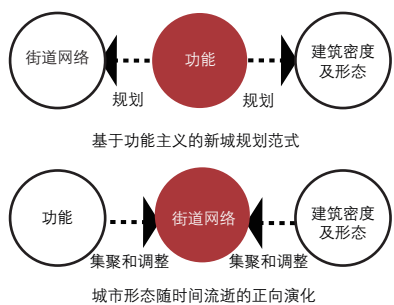 街道网络
功能
建筑密度
及形态
规划
规划
基于功能主义的新城规划范式
功能
街道网络
建筑密度
及形态
集聚和调整
集聚和调整
城市形态随时间流逝的正向演化